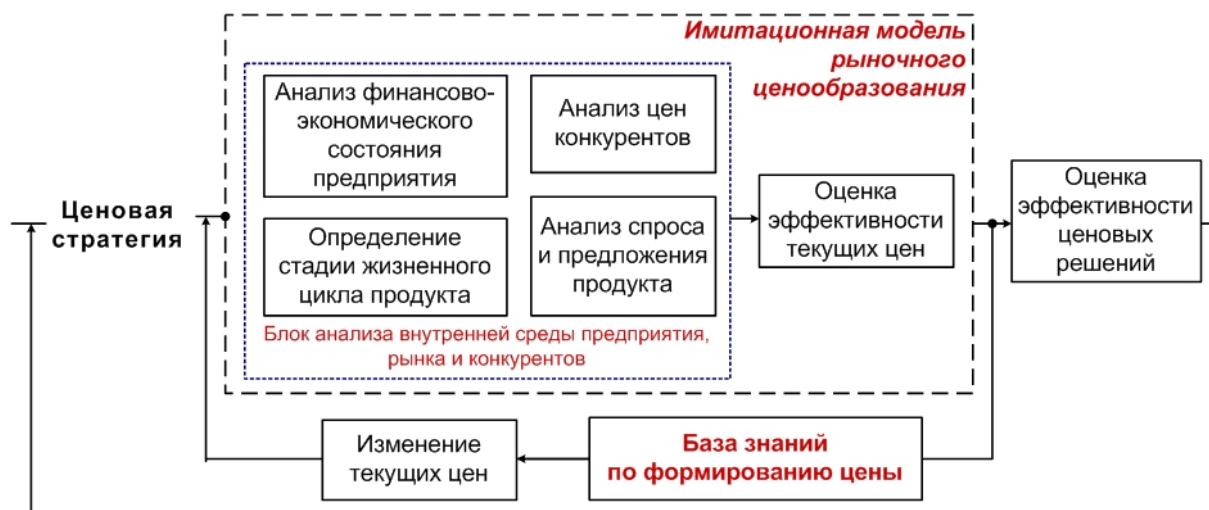 Имитационная модель
рыночного
ценообразования
Анализ финансово-
экономического
состояния
предприятия
Анализ цен
конкурентов
Ценовая
стратегия
Определение
стадии жизненного
цикла продукта
Анализ спроса
и предложения
продукта
Оценка
эффективности
текущих цен
Оценка
эффективности
ценовых
решений
Блок анализа внутренней среды предприятия,
рынка и конкурентов
Изменение
текущих цен
База знаний
по формированию цены